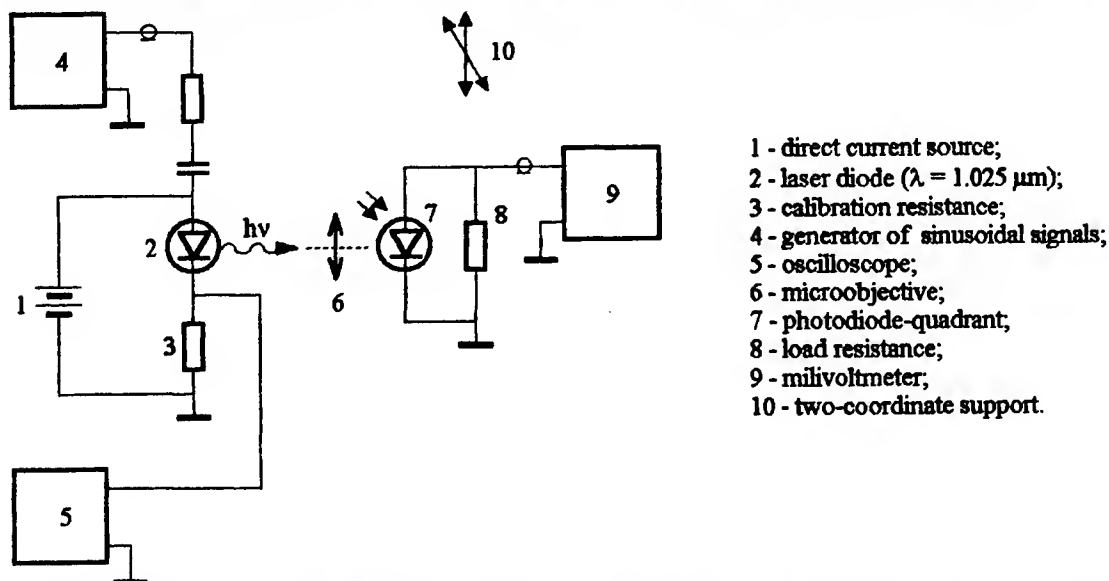 4
10
1 - direct current source;
2 - laser diode (λ = 1.025 μm);
3 - calibration resistance;
4 - generator of sinusoidal signals;
5 - oscilloscope;
6 - microobjective;
7 - photodiode-quadrant;
8 - load resistance;
9 - milivoltmeter;
10 - two-coordinate support.
9
7
8
hν
2
6
1
3
5